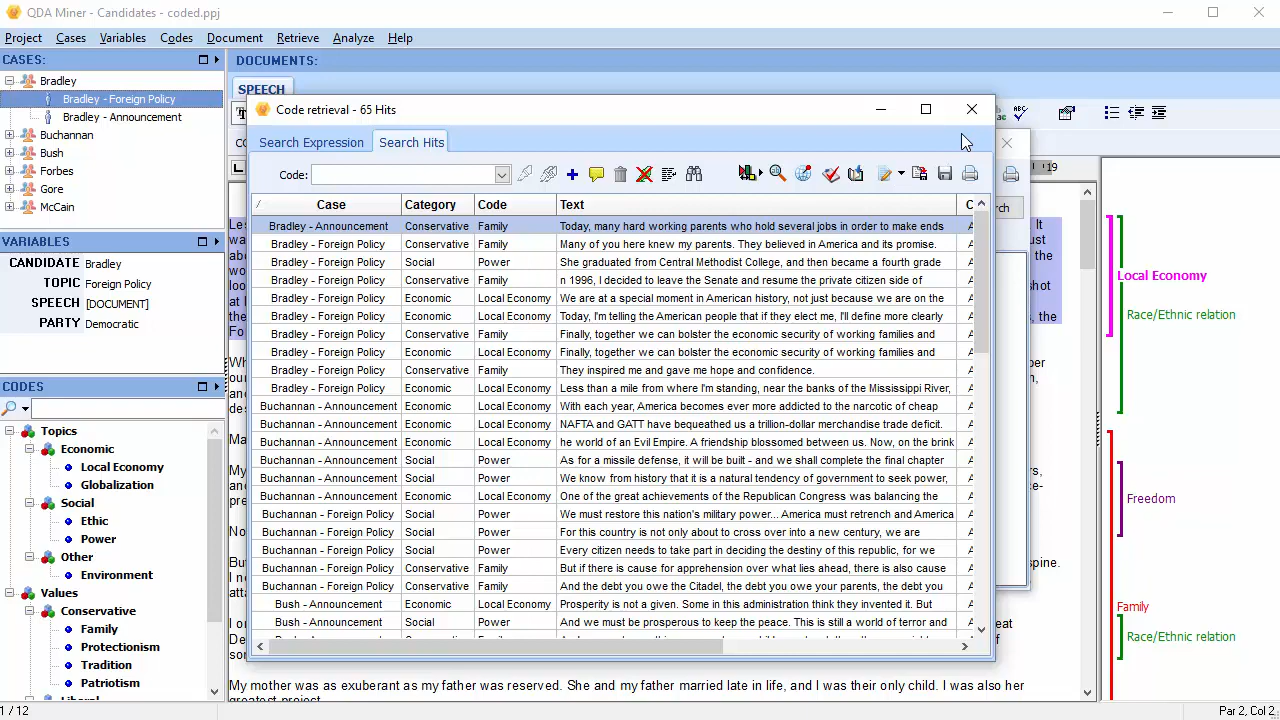 QDA Miner - Candidates - coded.ppj
Project Cases Variables Codes Document Retrieve Analyze Help
CASES:
Bradley
Bradley - Foreign Policy
Bradley - Announcement
Buchannan
Bush
Forbes
Gore
McCain
VARIABLES
CANDIDATE Bradley
TOPIC Foreign Policy
SPEECH [DOCUMENT]
PARTY Democratic
CODES
Topics
Economic
Local Economy
Globalization
Social
Ethic
Power
Other
Environment
Values
Conservative
Family
Protectionism
Tradition
Patriotism
DOCUMENTS:
SPEECH
Code retrieval - 65 Hits
Search Expression Search Hits
Code:
Case Category Code Text
Bradley - Announcement Conservative Family Today, many hard working parents who hold several jobs in order to make ends
Bradley - Foreign Policy Conservative Family Many of you here knew my parents. They believed in America and its promise.
Bradley - Foreign Policy Social Power She graduated from Central Methodist College, and then became a fourth grade
Bradley - Foreign Policy Conservative Family n 1996, I decided to leave the Senate and resume the private citizen side of
Bradley - Foreign Policy Economic Local Economy We are at a special moment in American history, not just because we are on the
Bradley - Foreign Policy Economic Local Economy Today, I'm telling the American people that if they elect me, I'll define more clearly
Bradley - Foreign Policy Conservative Family Finally, together we can bolster the economic security of working families and
Bradley - Foreign Policy Economic Local Economy Finally, together we can bolster the economic security of working families and
Bradley - Foreign Policy Conservative Family They inspired me and gave me hope and confidence.
Bradley - Foreign Policy Economic Local Economy Less than a mile from where I'm standing, near the banks of the Mississippi River,
Buchannan - Announcement Economic Local Economy With each year, America becomes ever more addicted to the narcotic of cheap
Buchannan - Announcement Economic Local Economy NAFTA and GATT have bequeathed us a trillion-dollar merchandise trade deficit.
Buchannan - Announcement Economic Local Economy he world of an Evil Empire. A friendship blossomed between us. Now, on the brink
Buchannan - Announcement Social Power As for a missile defense, it will be built - and we shall complete the final chapter
Buchannan - Announcement Social Power We know from history that it is a natural tendency of government to seek power,
Buchannan - Announcement Economic Local Economy One of the great achievements of the Republican Congress was balancing the
Buchannan - Foreign Policy Social Power We must restore this nation's military power... America must retrench and America
Buchannan - Foreign Policy Social Power For this country is not only about to cross over into a new century, we are
Buchannan - Foreign Policy Social Power Every citizen needs to take part in deciding the destiny of this republic, for we
Buchannan - Foreign Policy Conservative Family But if there is cause for apprehension over what lies ahead, there is also cause
Buchannan - Foreign Policy Conservative Family And the debt you owe the Citadel, the debt you owe your parents, the debt you
Bush - Announcement Economic Local Economy Prosperity is not a given. Some in this administration think they invented it. But
Bush - Announcement Social Power And we must be prosperous to keep the peace. This is still a world of terror and
19
Local Economy
Race/Ethnic relation
Freedom
Family
Race/Ethnic relation
My mother was as exuberant as my father was reserved. She and my father married late in life, and I was their only child. I was also her
greatest project.
1 / 12
Par 2, Col 2